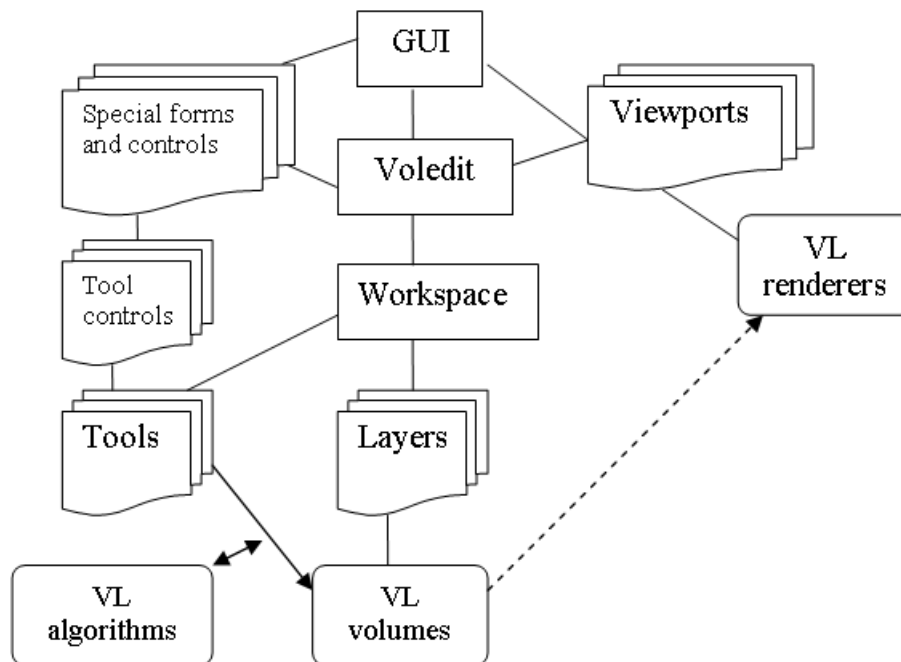 GUI
Special forms
and controls
Viewports
Voledit
VL
renderers
Tool
controls
Workspace
Tools
Layers
VL
algorithms
VL
volumes